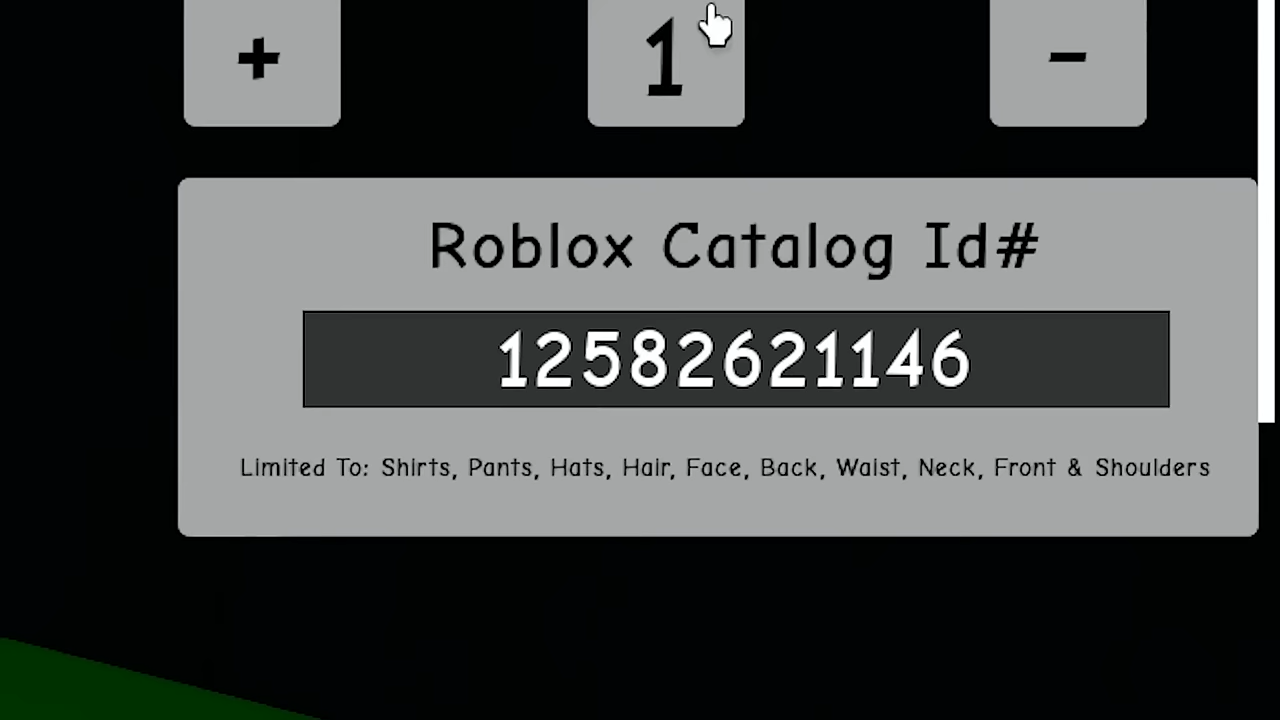 + 1 -
Roblox Catalog Id#
12582621146
Limited To: Shirts, Pants, Hats, Hair, Face, Back, Waist, Neck, Front & Shoulders